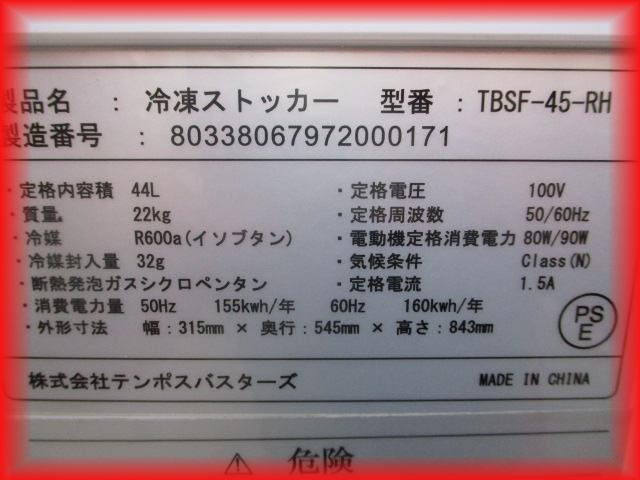 製品名 : 冷凍ストッカー 型番 : TBSF-45-RH
製造番号 : 80338067972000171
・定格内容積 44L ・定格電圧 100V
・質量 22kg ・定格周波数 50/60Hz
・冷媒 R600a(イソブタン) ・電動機定格消費電力 80W/90W
・冷媒封入量 32g ・気候条件 Class(N)
・断熱発泡ガスシクロペンタン ・定格電流 1.5A
・消費電力量 50Hz 155kwh/年 60Hz 160kwh/年
・外形寸法 幅:315mm × 奥行:545mm × 高さ:843mm
PS
E
株式会社テンポスバスターズ MADE IN CHINA
⚠ 危険